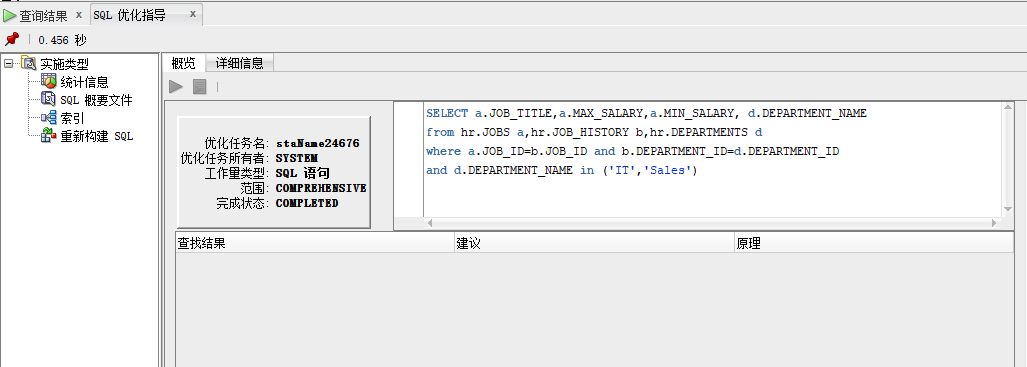 查询结果 x SQL 优化指导 x
0.456 秒
实施类型
统计信息
SQL 概要文件
索引
重新构建 SQL
概览 详细信息
优化任务名: staName24676
优化任务所有者: SYSTEM
工作量类型: SQL 语句
范围: COMPREHENSIVE
完成状态: COMPLETED
SELECT a.JOB_TITLE,a.MAX_SALARY,a.MIN_SALARY, d.DEPARTMENT_NAME
from hr.JOBS a,hr.JOB_HISTORY b,hr.DEPARTMENTS d
where a.JOB_ID=b.JOB_ID and b.DEPARTMENT_ID=d.DEPARTMENT_ID
and d.DEPARTMENT_NAME in ('IT','Sales')
查找结果 建议 原理